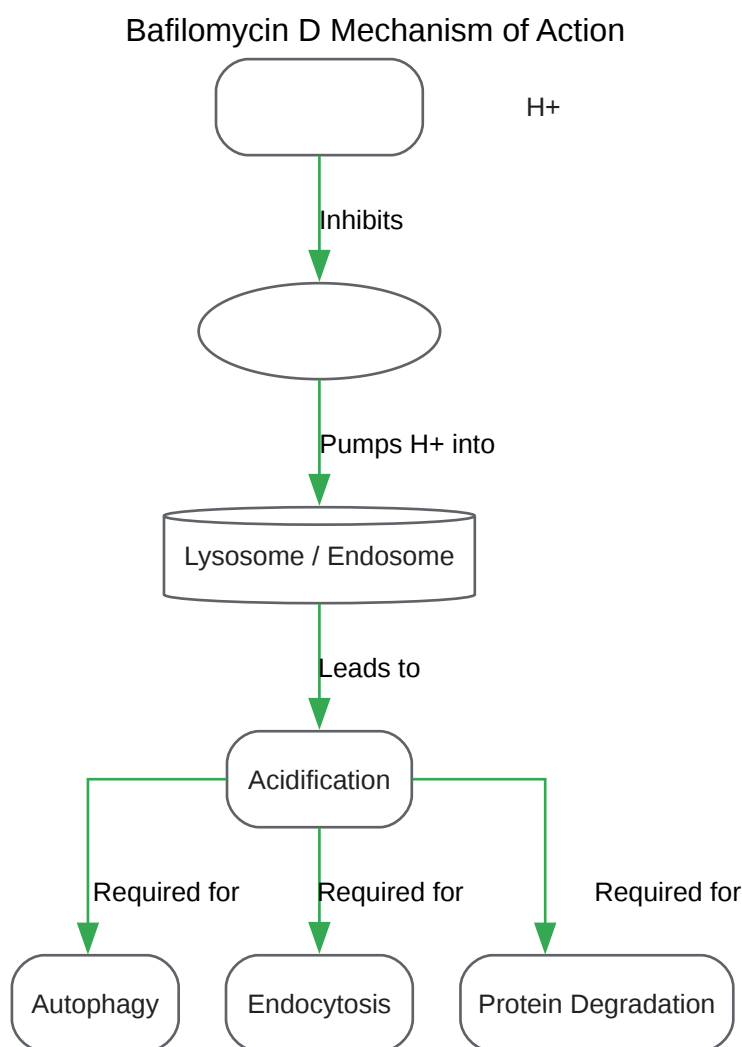 Bafilomycin D Mechanism of Action
H+
Inhibits
Pumps H+ into
Lysosome / Endosome
Leads to
Acidification
Required for
Required for
Required for
Autophagy
Endocytosis
Protein Degradation